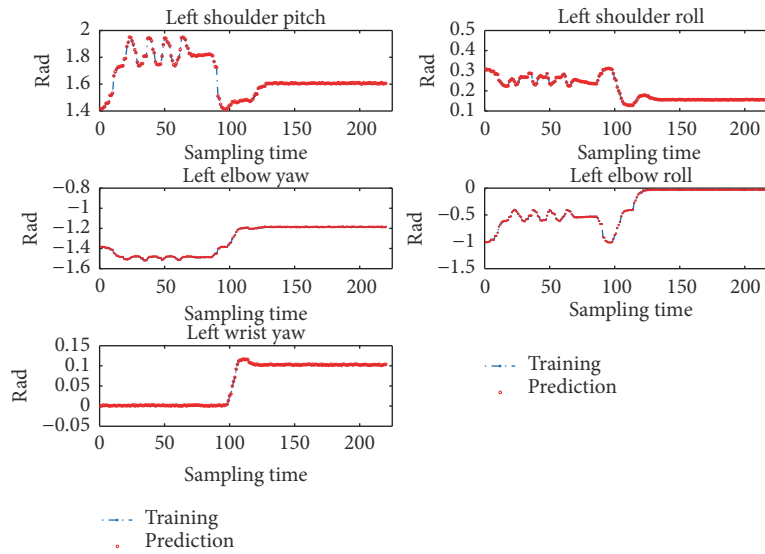 Left shoulder pitch
2
1.8
1.6
1.4
Rad
0 50 100 150 200
Sampling time
Left shoulder roll
0.5
0.4
0.3
0.2
0.1
Rad
0 50 100 150 200
Sampling time
Left elbow yaw
−0.8
−1
−1.2
−1.4
−1.6
Rad
0 50 100 150 200
Sampling time
Left elbow roll
0
−0.5
−1
−1.5
Rad
0 50 100 150 200
Sampling time
Left wrist yaw
0.1
0.05
0
−0.05
Rad
0 50 100 150 200
Sampling time
Training
Prediction
Training
Prediction